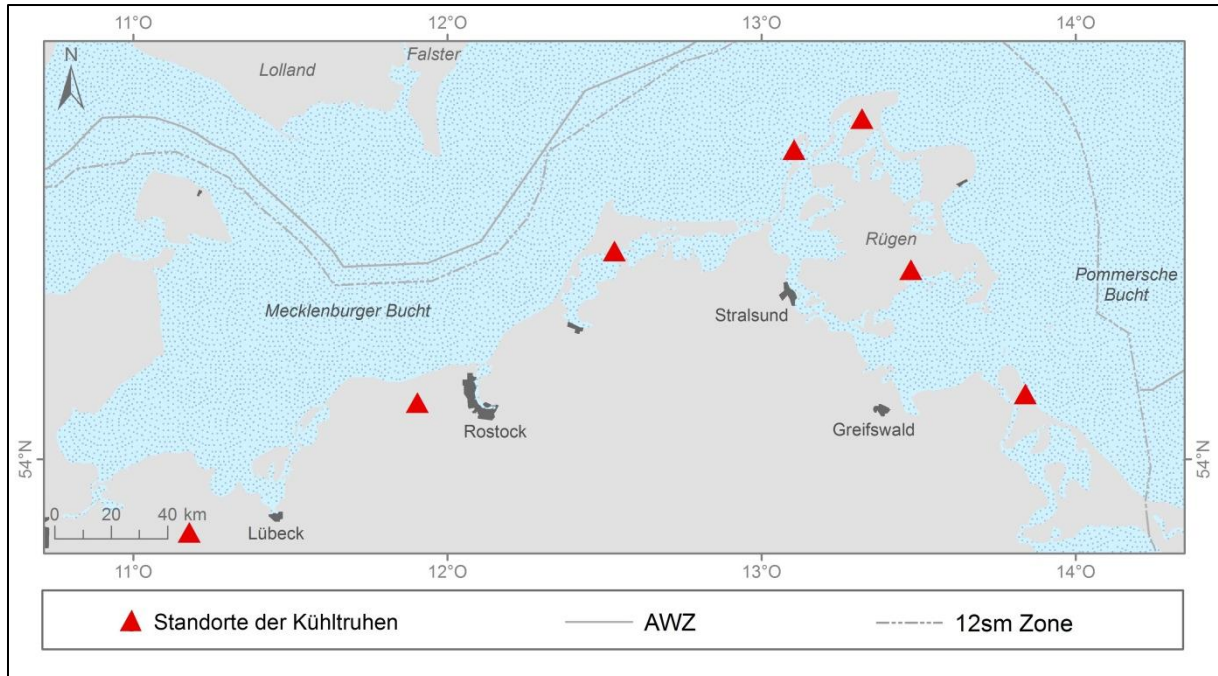 11°O 12°O 13°O 14°O
N
Falster
Lolland
Rügen
Pommersche
Bucht
Mecklenburger Bucht
Stralsund
Rostock
Greifswald
54°N 54°N
0 20 40 km
Lübeck
11°O 12°O 13°O 14°O
Standorte der Kühltruhen AWZ 12sm Zone